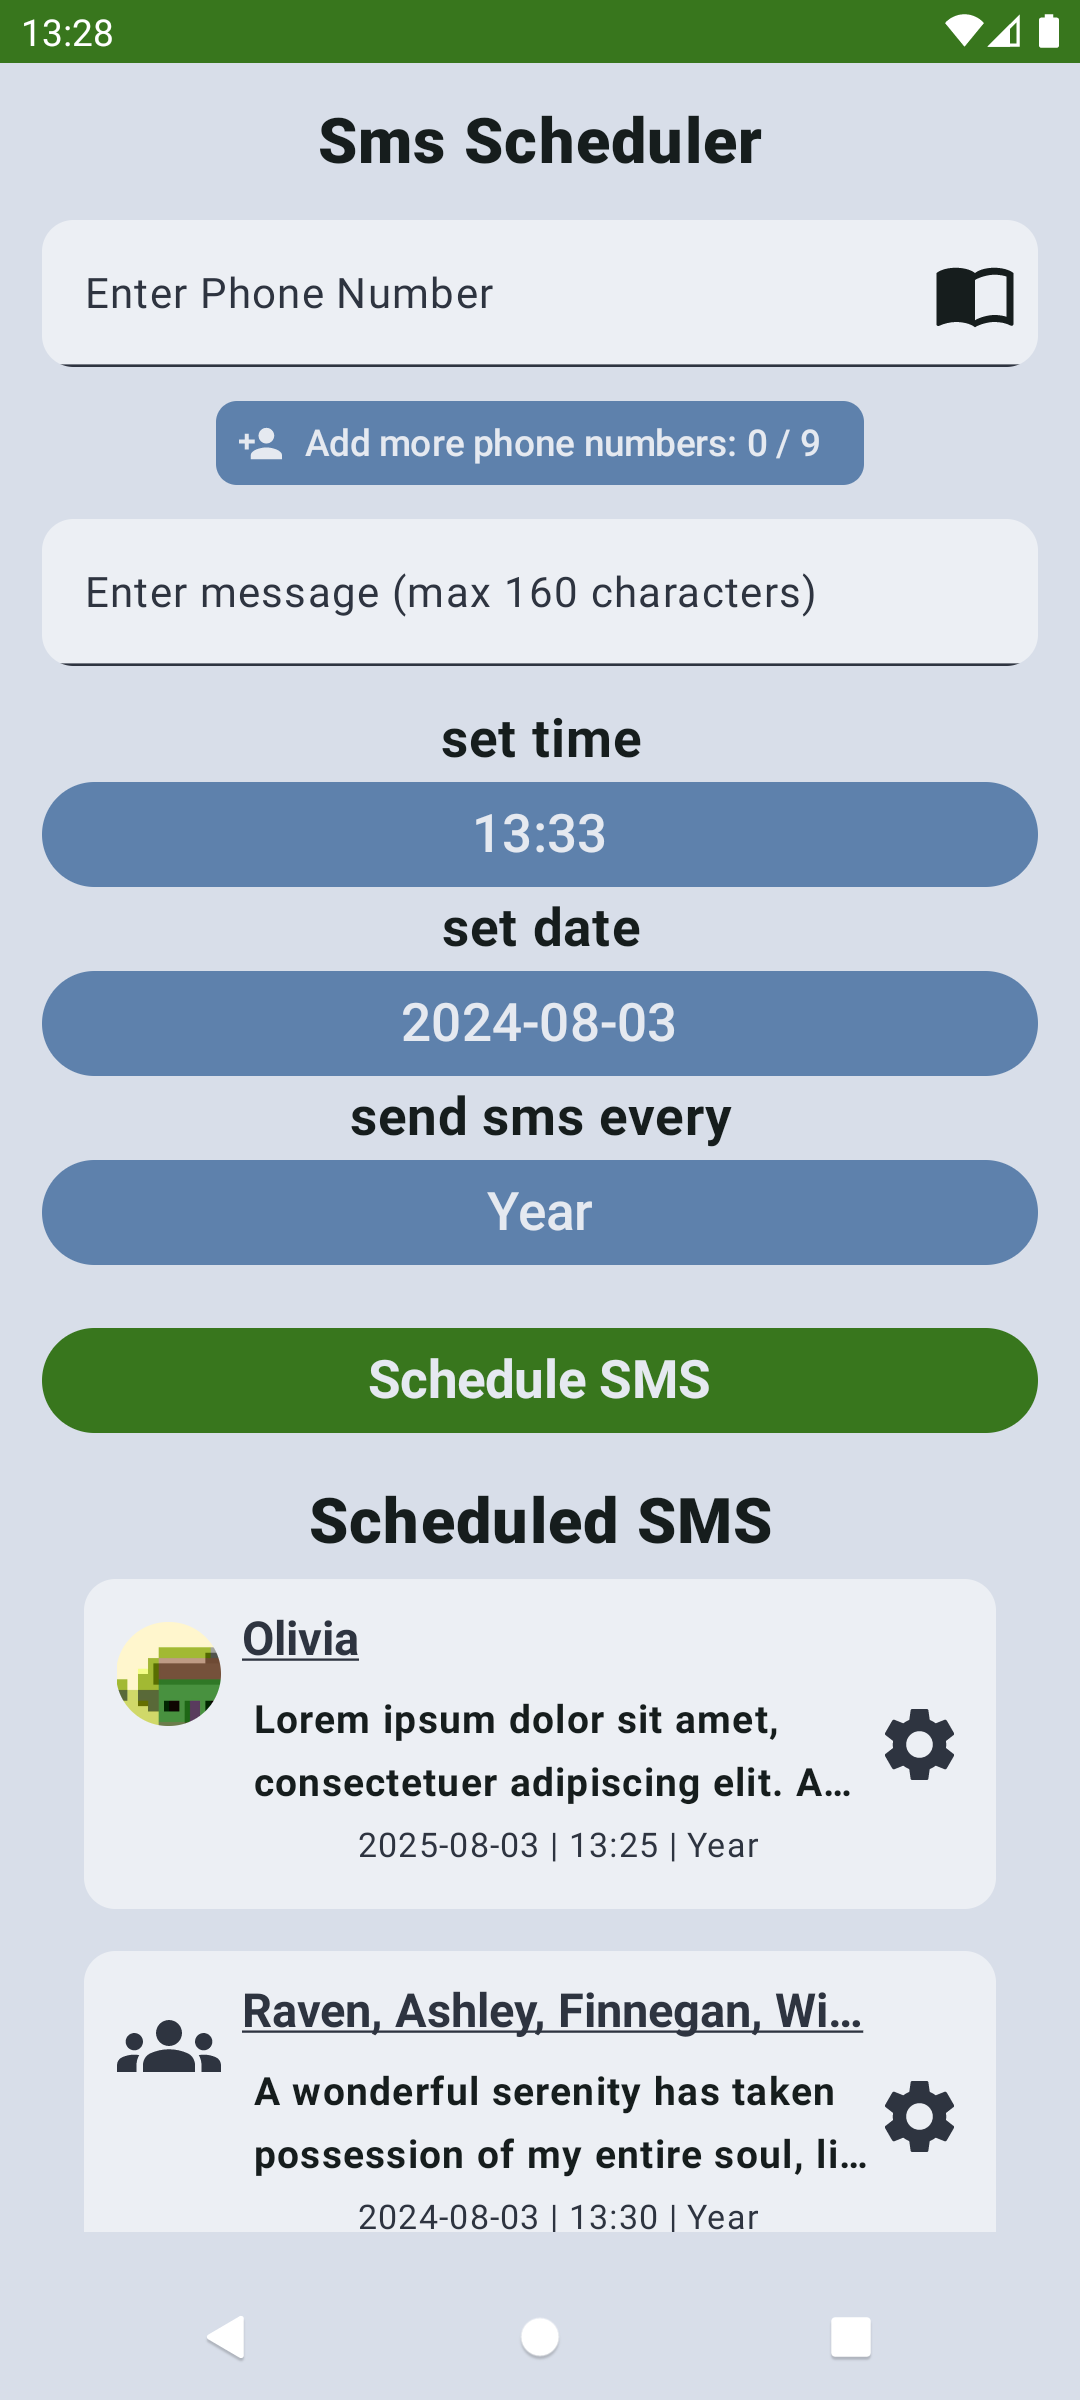 13:28
Sms Scheduler
Enter Phone Number
Add more phone numbers: 0 / 9
Enter message (max 160 characters)
set time
13:33
set date
2024-08-03
send sms every
Year
Schedule SMS
Scheduled SMS
Olivia
Lorem ipsum dolor sit amet,
consectetuer adipiscing elit. A…
2025-08-03 | 13:25 | Year
Raven, Ashley, Finnegan, Wi…
A wonderful serenity has taken
possession of my entire soul, li…
2024-08-03 | 13:30 | Year